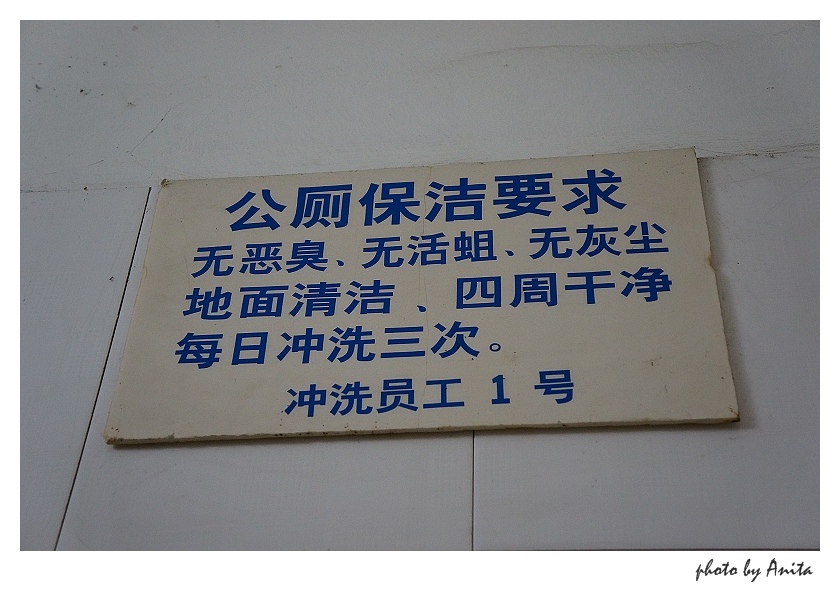 公厕保洁要求
无恶臭、无活蛆、无灰尘
地面清洁、四周干净
每日冲洗三次。
冲洗员工 1 号
photo by Anita